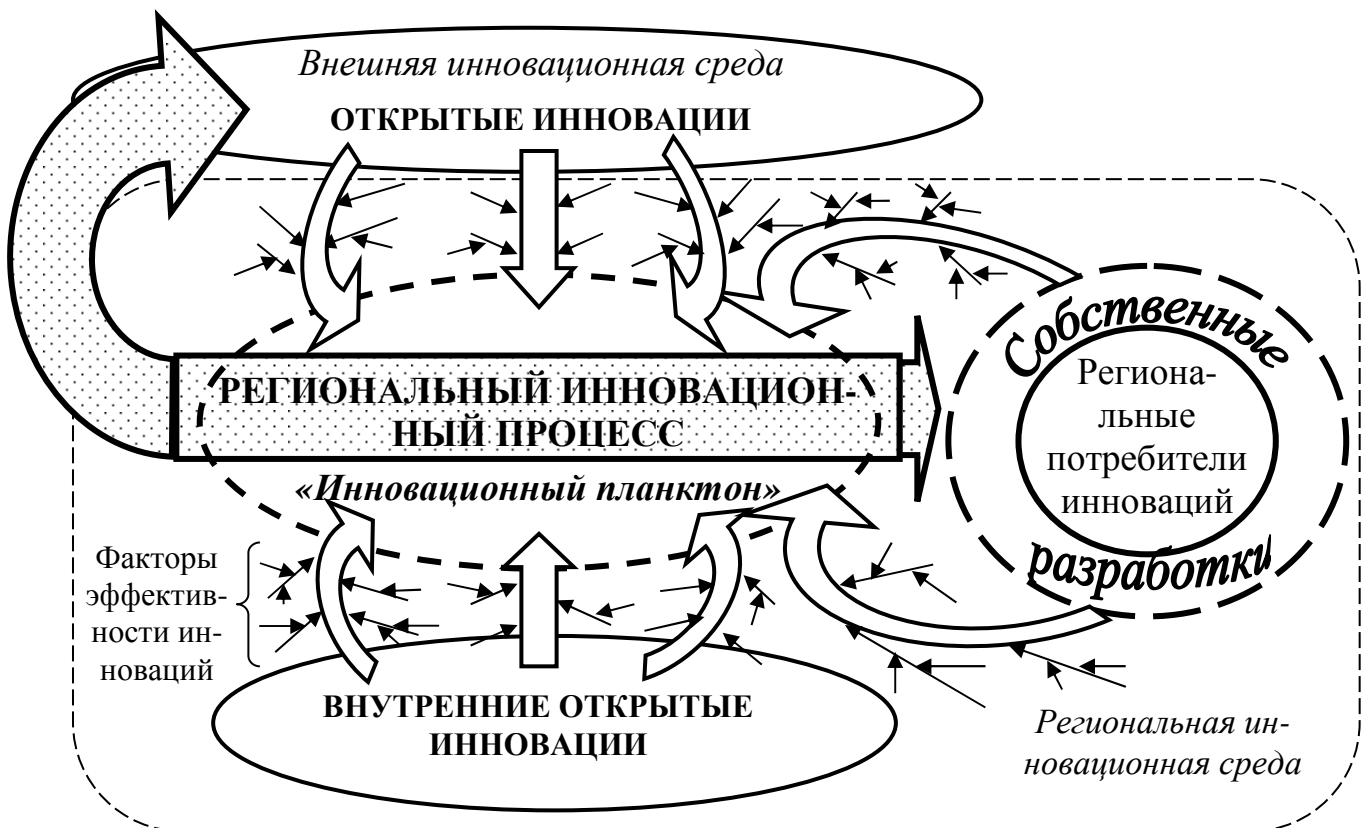 Внешняя инновационная среда
ОТКРЫТЫЕ ИННОВАЦИИ
РЕГИОНАЛЬНЫЙ ИННОВАЦИОН-
НЫЙ ПРОЦЕСС
«Инновационный планктон»
Собственные
Региона-
льные
потребители
инноваций
разработки
Факторы
эффектив-
ности ин-
новаций
ВНУТРЕННИЕ ОТКРЫТЫЕ
ИННОВАЦИИ
Региональная ин-
новационная среда